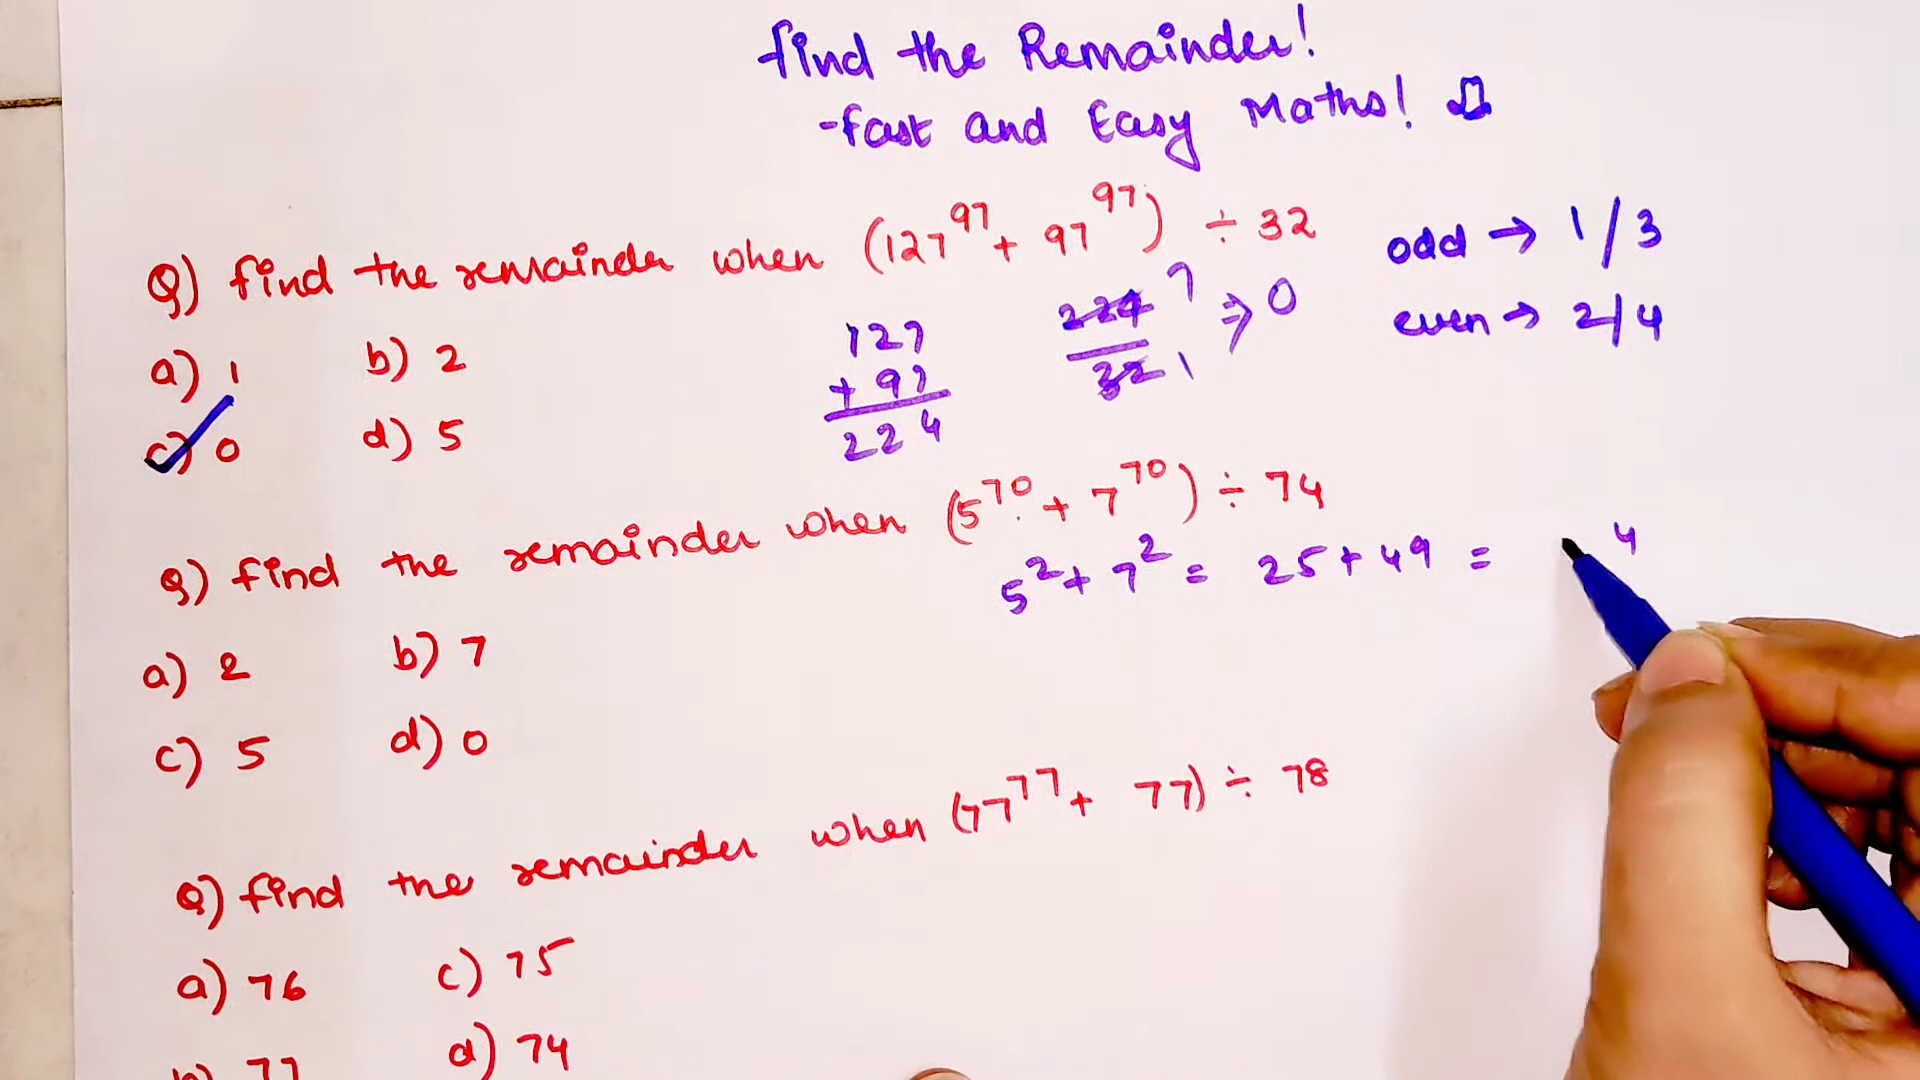 find the Remainder!
-fast and Easy Maths!
Q) find the remainder when (127^97 + 97^97) ÷ 32
odd → 1/3
even → 2/4
a) 1 b) 2
c) 0 d) 5
127
+ 97
224
224 7
32 1
⇒ 0
Q) find the remainder when (5^70 + 7^70) ÷ 74
5^2 + 7^2 = 25 + 49 = 4
a) 2 b) 7
c) 5 d) 0
Q) find the remainder when (77^77 + 77) ÷ 78
a) 76 c) 75
d) 74